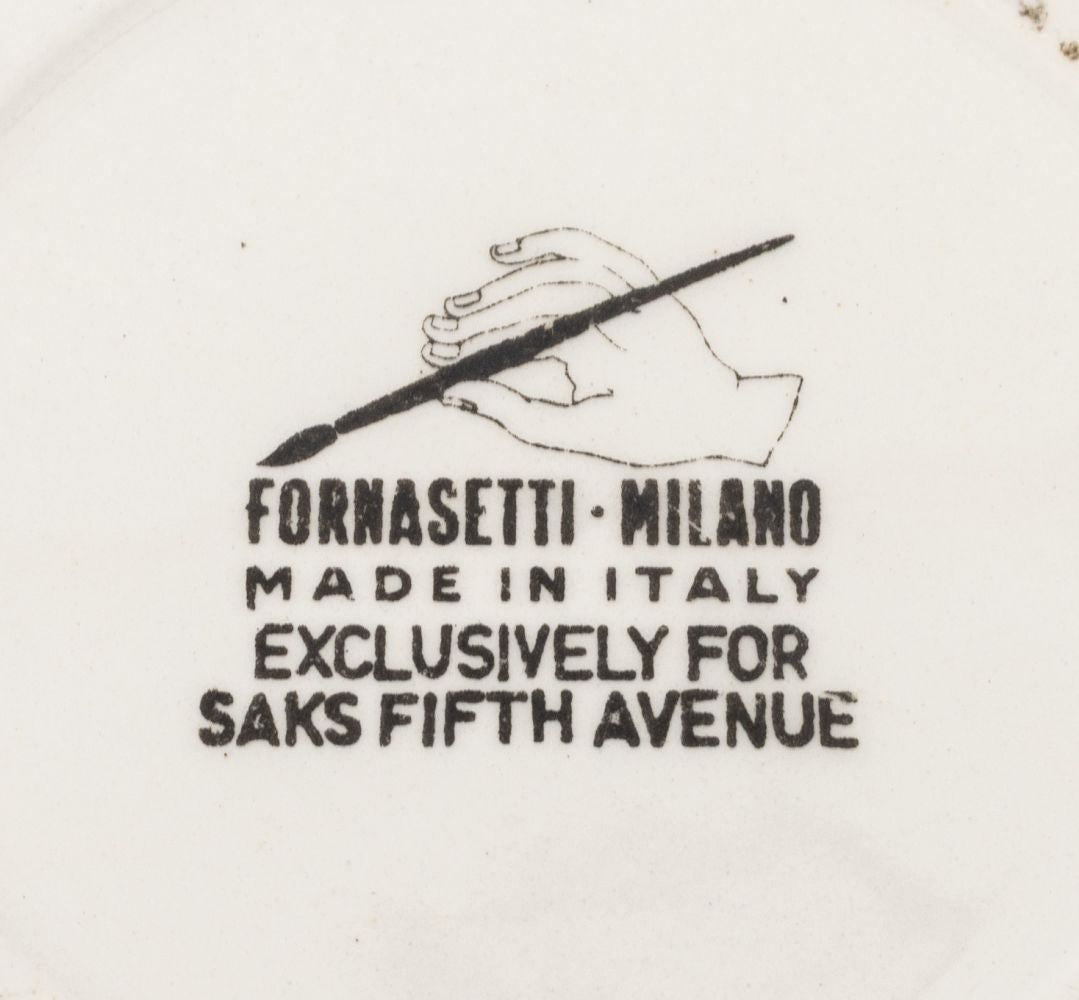 FORNASETTI · MILANO
MADE IN ITALY
EXCLUSIVELY FOR
SAKS FIFTH AVENUE